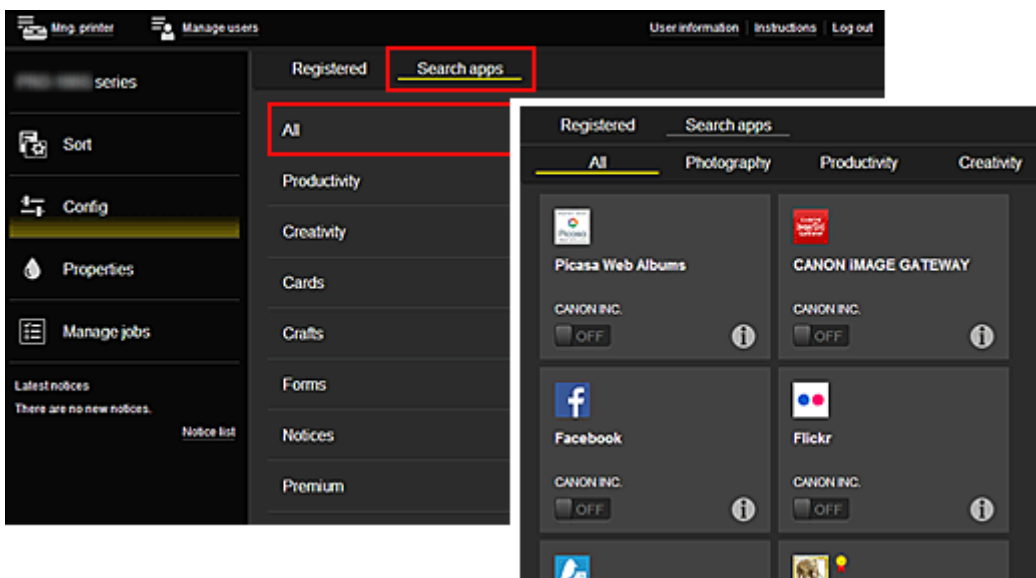 Mng. printer Manage users User information Instructions Log out
series
Sort
Config
Properties
Manage jobs
Latest notices
There are no new notices.
Notice list
Registered Search apps
All
Productivity
Creativity
Cards
Crafts
Forms
Notices
Premium
Registered Search apps
All Photography Productivity Creativity
Picasa
Picasa Web Albums
CANON INC.
OFF
CANON iMAGE GATEWAY
CANON INC.
OFF
Facebook
CANON INC.
OFF
Flickr
CANON INC.
OFF